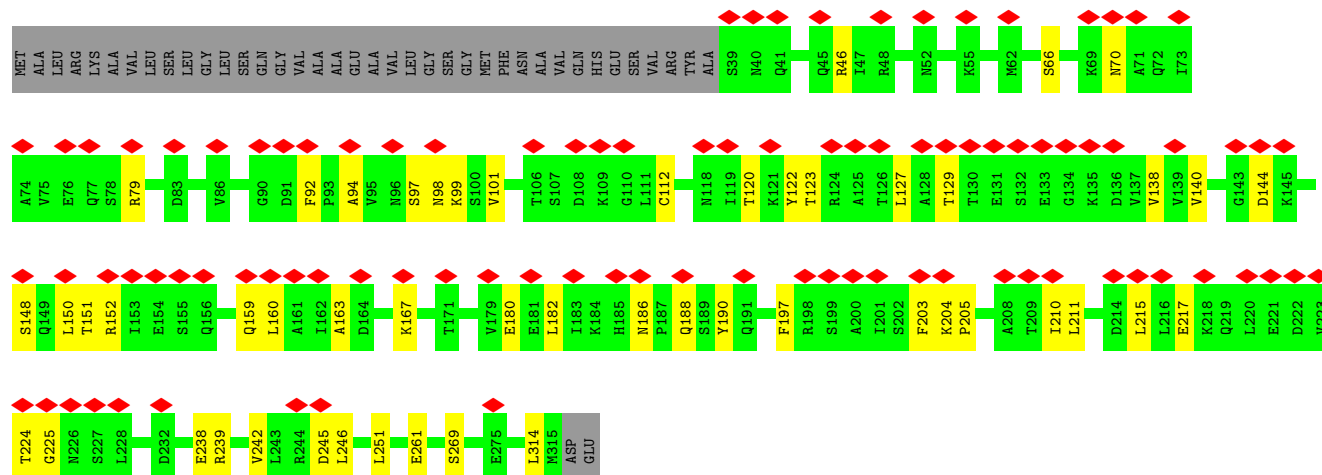 MET ALA LEU ARG LYS ALA VAL LEU SER LEU GLY LEU SER GLN GLY VAL ALA ALA GLU ALA VAL LEU GLY SER GLY MET PHE ASN ALA VAL GLN HIS GLU SER VAL ARG TYR ALA S39 N40 Q41 Q45 R46 I47 R48 N52 K55 M62 S66 K69 N70 A71 Q72 I73
A74 V75 E76 Q77 S78 R79 D83 V86 G90 D91 F92 P93 A94 V95 N96 S97 N98 K99 S100 V101 T106 S107 D108 K109 G110 L111 C112 N118 I119 T120 K121 Y122 T123 R124 A125 T126 L127 A128 T129 T130 E131 S132 E133 G134 K135 D136 V137 V138 V139 V140 G143 D144 K145
S148 Q149 L150 T151 R152 I153 E154 S155 Q156 Q159 L160 A161 I162 A163 D164 K167 T171 V179 E180 E181 L182 I183 K184 H185 N186 P187 Q188 S189 Y190 Q191 F197 R198 S199 A200 I201 S202 F203 K204 P205 A208 T209 I210 L211 D214 L215 L216 E217 K218 Q219 L220 E221 D222 V223
T224 G225 N226 S227 L228 D232 E238 R239 V242 L243 R244 D245 L246 L251 E261 S269 E275 L314 M315 ASP GLU